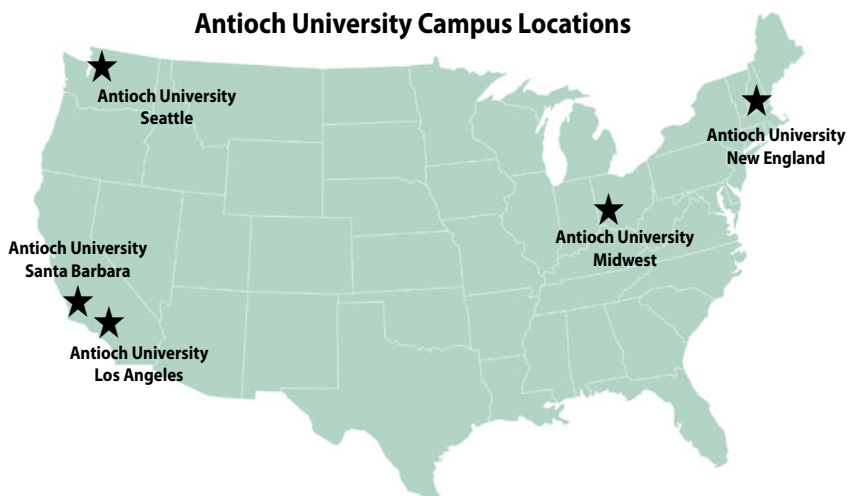 Antioch University Campus Locations
Antioch University
Seattle
Antioch University
New England
Antioch University
Midwest
Antioch University
Santa Barbara
Antioch University
Los Angeles